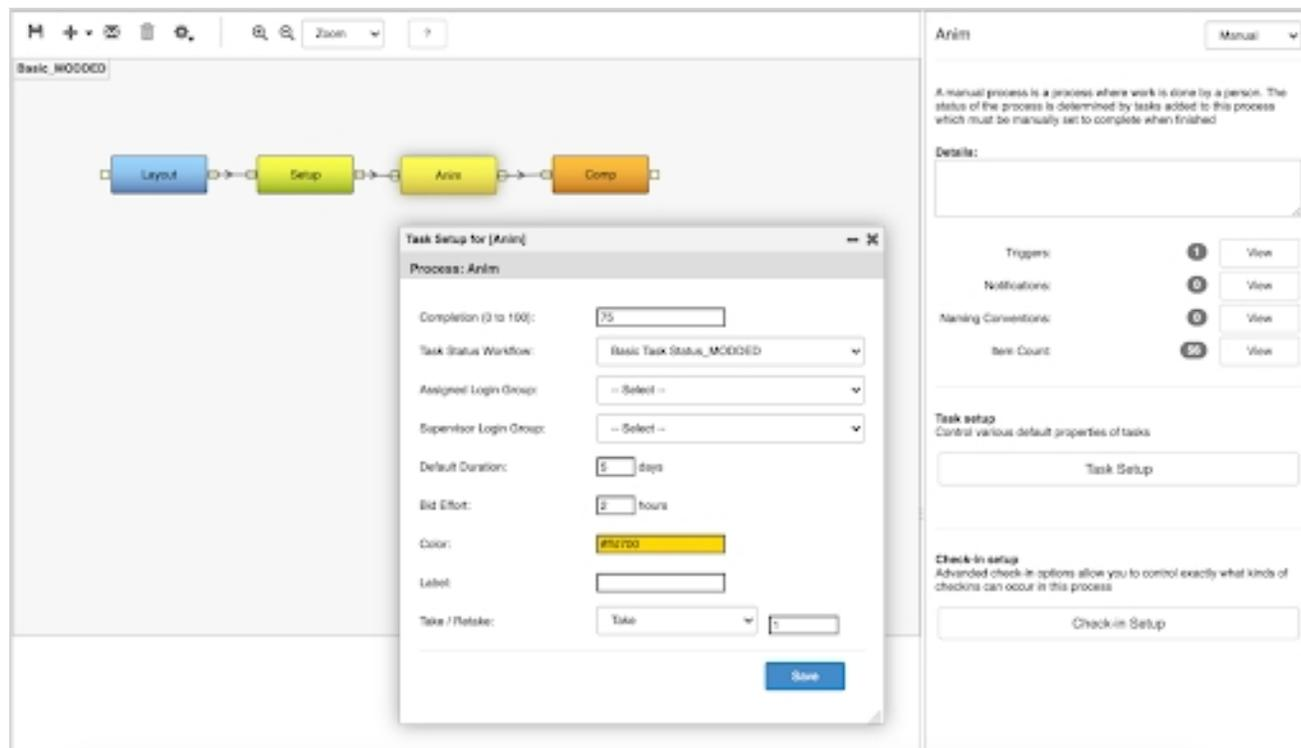 Zoom
?
Basic_MODDED
Layout
Setup
Anim
Comp
Task Setup for [Anim]
Process: Anim
Completion (0 to 100):
75
Task Status Workflow:
Basic Task Status_MODDED
Assigned Login Group:
-- Select --
Supervisor Login Group:
-- Select --
Default Duration:
5 days
Bid Effort:
2 hours
Color:
Label:
Take / Retake:
Take
1
Save
Anim
Manual
A manual process is a process where work is done by a person. The
status of the process is determined by tasks added to this process
which must be manually set to complete when finished
Details:
Triggers: 1 View
Notifications: 0 View
Naming Conventions: 0 View
Item Count: View
Task setup
Control various default properties of tasks
Task Setup
Check-in setup
Advanded check-in options allow you to control exactly what kinds of
checkins can occur in this process
Check-in Setup